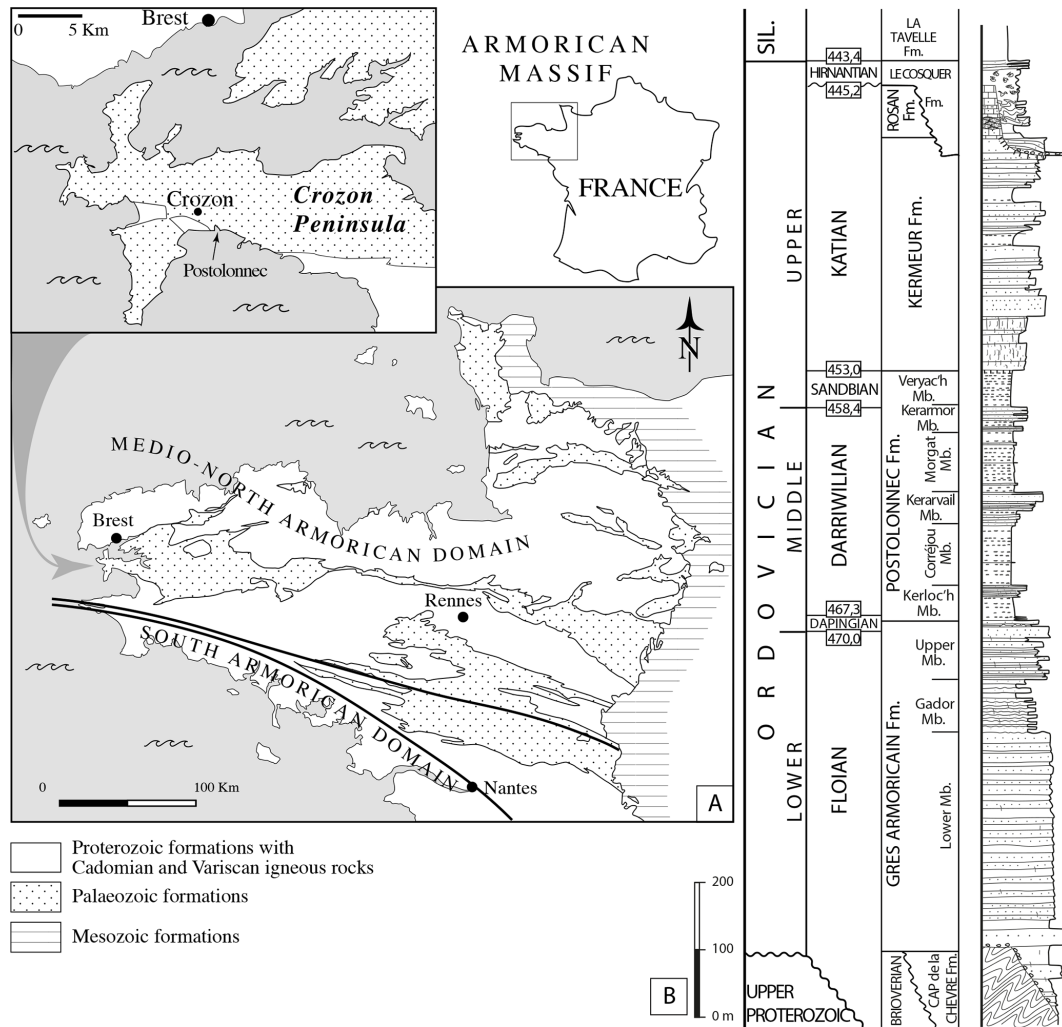 0
5 Km
Brest
Crozon
Crozon
Peninsula
Postolonnec
ARMORICAN
MASSIF
FRANCE
N
MEDIO-NORTH ARMORICAN DOMAIN
Brest
Rennes
SOUTH ARMORICAN DOMAIN
Nantes
0
100 Km
A
Proterozoic formations with
Cadomian and Variscan igneous rocks
Palaeozoic formations
Mesozoic formations
200
100
0 m
B
SIL.
ORDOVICIAN
UPPER
MIDDLE
LOWER
UPPER
PROTEROZOIC
443,4
HIRNANTIAN
445,2
KATIAN
453,0
SANDBIAN
458,4
DARRIWILIAN
467,3
DAPINGIAN
470,0
FLOIAN
LA
TAVELLE
Fm.
LE COSQUER
Fm.
ROSAN
Fm.
KERMEUR Fm.
POSTOLONNEC Fm.
Veryac'h
Mb.
Keramor
Mb.
Morgat
Mb.
Kerarvail
Mb.
Corréjou
Mb.
Kerloc'h
Mb.
GRES ARMORICAIN Fm.
Upper
Mb.
Gador
Mb.
Lower Mb.
BRIOVERIAN
CAP de la
CHEVRE Fm.